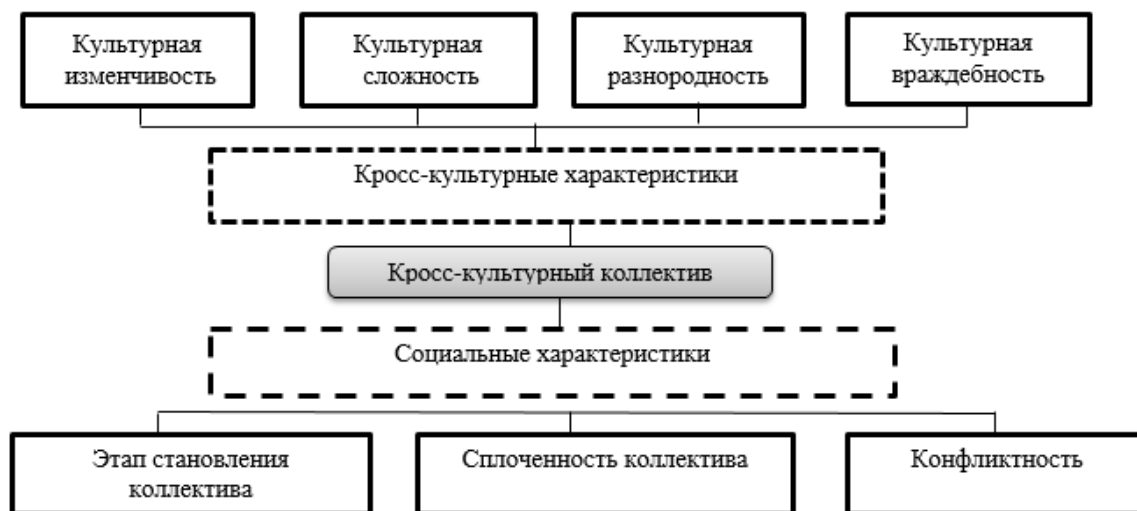 Культурная
изменчивость
Культурная
сложность
Культурная
разнородность
Культурная
враждебность
Кросс-культурные характеристики
Кросс-культурный коллектив
Социальные характеристики
Этап становления
коллектива
Сплоченность коллектива
Конфликтность